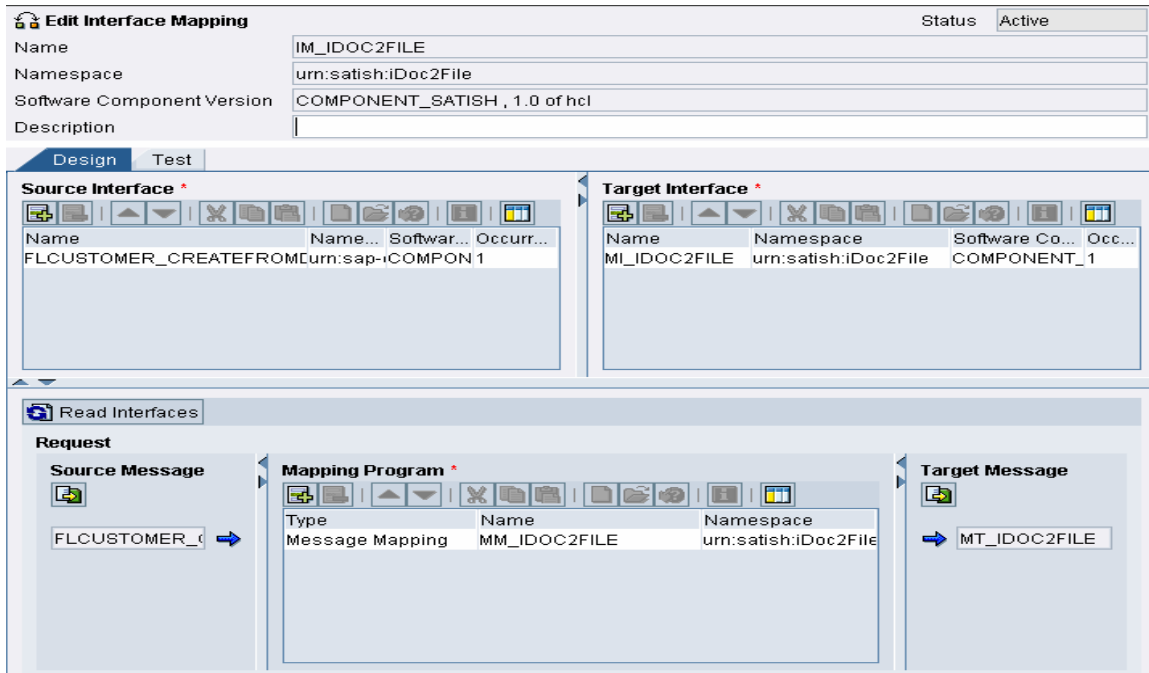 Edit Interface Mapping Status Active
Name IM_IDOC2FILE
Namespace urn:satish:iDoc2File
Software Component Version COMPONENT_SATISH , 1.0 of hcl
Description
Design Test
Source Interface *
Name Name... Softwar... Occurr...
FLCUSTOMER_CREATEFROMD urn:sap- COMPON 1
Target Interface *
Name Namespace Software Co... Occ...
MI_IDOC2FILE urn:satish:iDoc2File COMPONENT_ 1
Read Interfaces
Request
Source Message
FLCUSTOMER_
Mapping Program *
Type Name Namespace
Message Mapping MM_IDOC2FILE urn:satish:iDoc2File
Target Message
MT_IDOC2FILE